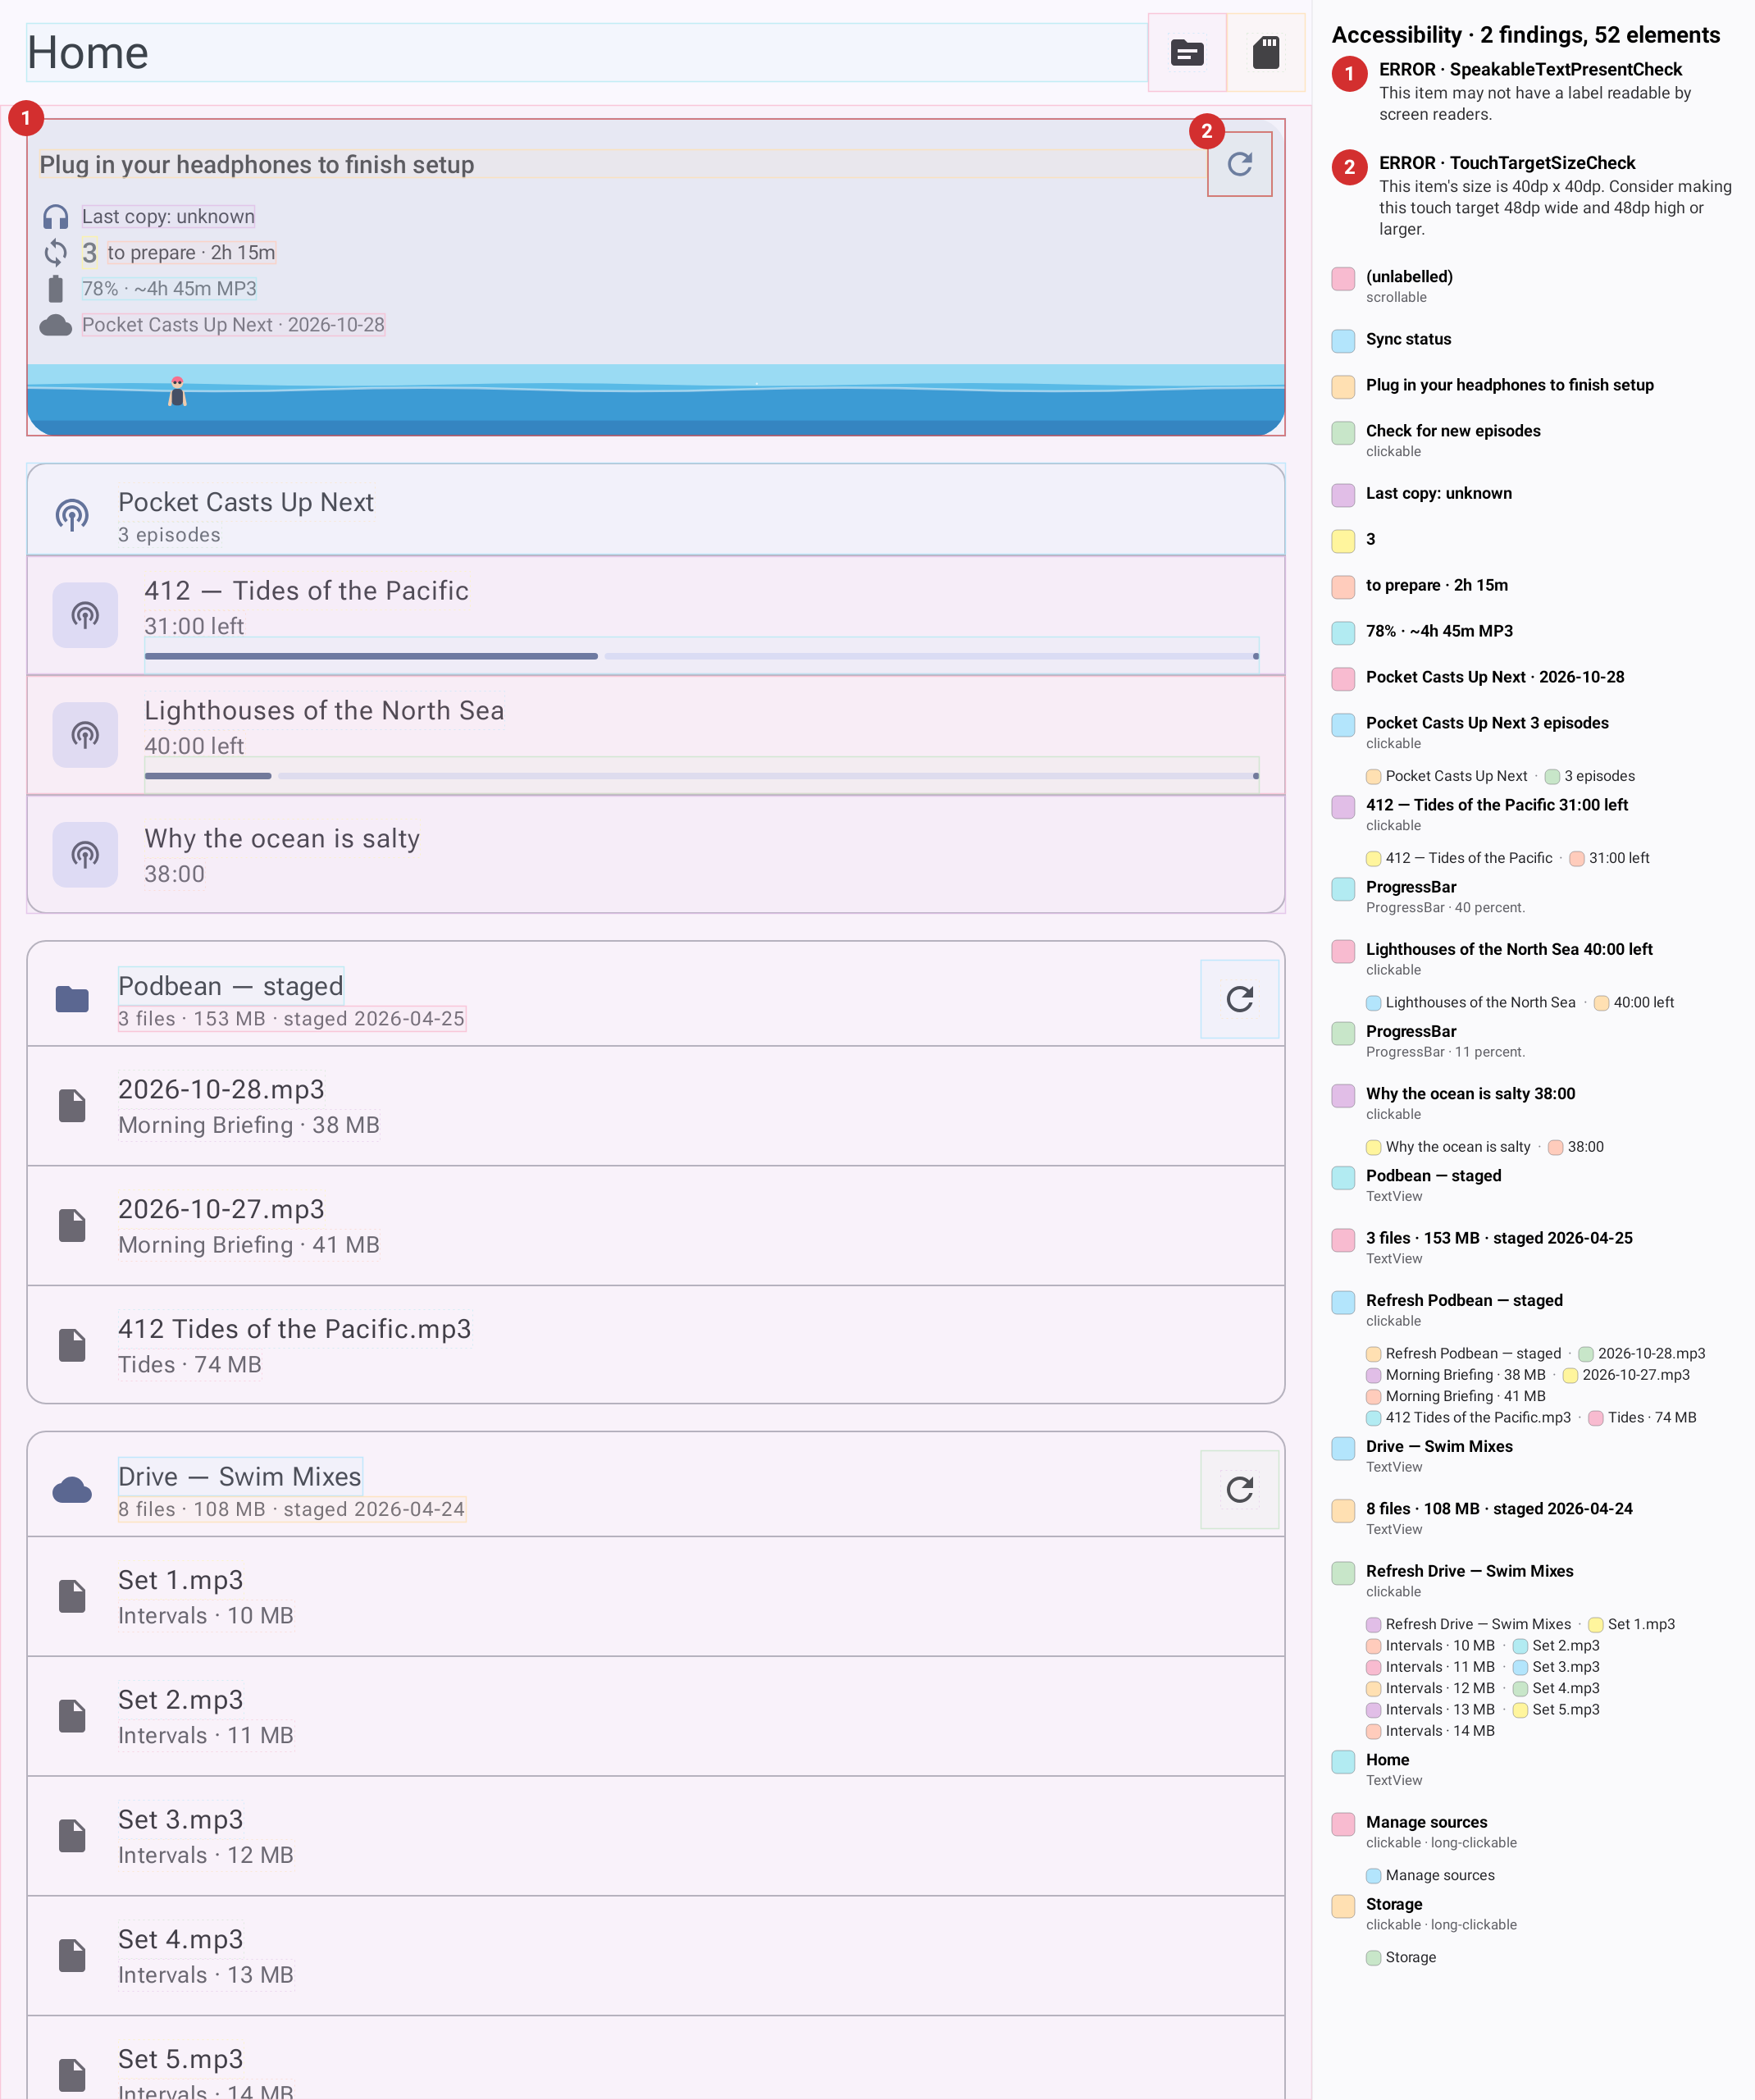 Home
1
Plug in your headphones to finish setup
2
Last copy: unknown
3 to prepare · 2h 15m
78% · ~4h 45m MP3
Pocket Casts Up Next · 2026-10-28
Pocket Casts Up Next
3 episodes
412 — Tides of the Pacific
31:00 left
Lighthouses of the North Sea
40:00 left
Why the ocean is salty
38:00
Podbean — staged
3 files · 153 MB · staged 2026-04-25
2026-10-28.mp3
Morning Briefing · 38 MB
2026-10-27.mp3
Morning Briefing · 41 MB
412 Tides of the Pacific.mp3
Tides · 74 MB
Drive — Swim Mixes
8 files · 108 MB · staged 2026-04-24
Set 1.mp3
Intervals · 10 MB
Set 2.mp3
Intervals · 11 MB
Set 3.mp3
Intervals · 12 MB
Set 4.mp3
Intervals · 13 MB
Set 5.mp3
Intervals · 14 MB
Accessibility · 2 findings, 52 elements
1 ERROR · SpeakableTextPresentCheck
This item may not have a label readable by
screen readers.
2 ERROR · TouchTargetSizeCheck
This item's size is 40dp x 40dp. Consider making
this touch target 48dp wide and 48dp high or
larger.
(unlabelled)
scrollable
Sync status
Plug in your headphones to finish setup
Check for new episodes
clickable
Last copy: unknown
3
to prepare · 2h 15m
78% · ~4h 45m MP3
Pocket Casts Up Next · 2026-10-28
Pocket Casts Up Next 3 episodes
clickable
Pocket Casts Up Next · 3 episodes
412 — Tides of the Pacific 31:00 left
clickable
412 — Tides of the Pacific · 31:00 left
ProgressBar
ProgressBar · 40 percent.
Lighthouses of the North Sea 40:00 left
clickable
Lighthouses of the North Sea · 40:00 left
ProgressBar
ProgressBar · 11 percent.
Why the ocean is salty 38:00
clickable
Why the ocean is salty · 38:00
Podbean — staged
TextView
3 files · 153 MB · staged 2026-04-25
TextView
Refresh Podbean — staged
clickable
Refresh Podbean — staged · 2026-10-28.mp3
Morning Briefing · 38 MB · 2026-10-27.mp3
Morning Briefing · 41 MB
412 Tides of the Pacific.mp3 · Tides · 74 MB
Drive — Swim Mixes
TextView
8 files · 108 MB · staged 2026-04-24
TextView
Refresh Drive — Swim Mixes
clickable
Refresh Drive — Swim Mixes · Set 1.mp3
Intervals · 10 MB · Set 2.mp3
Intervals · 11 MB · Set 3.mp3
Intervals · 12 MB · Set 4.mp3
Intervals · 13 MB · Set 5.mp3
Intervals · 14 MB
Home
TextView
Manage sources
clickable · long-clickable
Manage sources
Storage
clickable · long-clickable
Storage